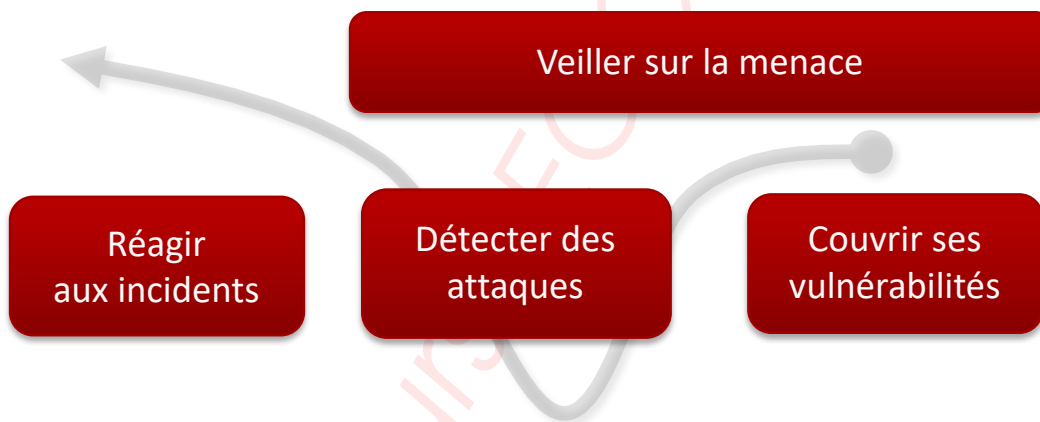 Veiller sur la menace
Réagir
aux incidents
Détecter des
attaques
Couvrir ses
vulnérabilités